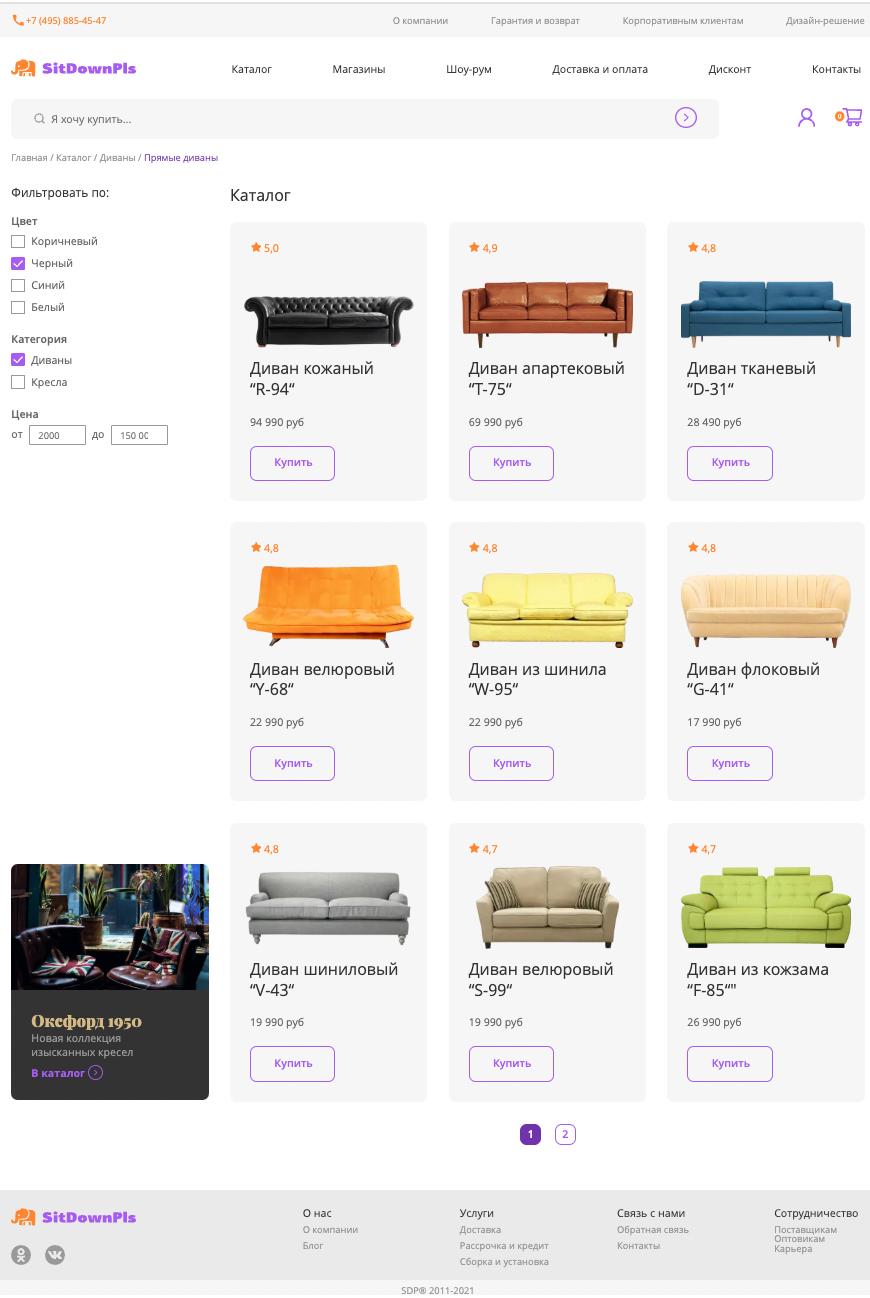 +7 (495) 885-45-47
О компании
Гарантия и возврат
Корпоративным клиентам
Дизайн-решение
SitDownPls
Каталог
Магазины
Шоу-рум
Доставка и оплата
Дисконт
Контакты
Я хочу купить...
0
Главная / Каталог / Диваны / Прямые диваны
Фильтровать по:
Цвет
Коричневый
Черный
Синий
Белый
Категория
Диваны
Кресла
Цена
от 2000 до 150 00
Каталог
5,0
Диван кожаный
“R-94“
94 990 руб
Купить
4,9
Диван апартековый
“T-75“
69 990 руб
Купить
4,8
Диван тканевый
“D-31“
28 490 руб
Купить
4,8
Диван велюровый
“Y-68“
22 990 руб
Купить
4,8
Диван из шинила
“W-95“
22 990 руб
Купить
4,8
Диван флоковый
“G-41“
17 990 руб
Купить
4,8
Диван шиниловый
“V-43“
19 990 руб
Купить
4,7
Диван велюровый
“S-99“
19 990 руб
Купить
4,7
Диван из кожзама
“F-85“"
26 990 руб
Купить
Оксфорд 1950
Новая коллекция
изысканных кресел
В каталог
1
2
SitDownPls
О нас
О компании
Блог
Услуги
Доставка
Рассрочка и кредит
Сборка и установка
Связь с нами
Обратная связь
Контакты
Сотрудничество
Поставщикам
Оптовикам
Карьера
SDP® 2011-2021